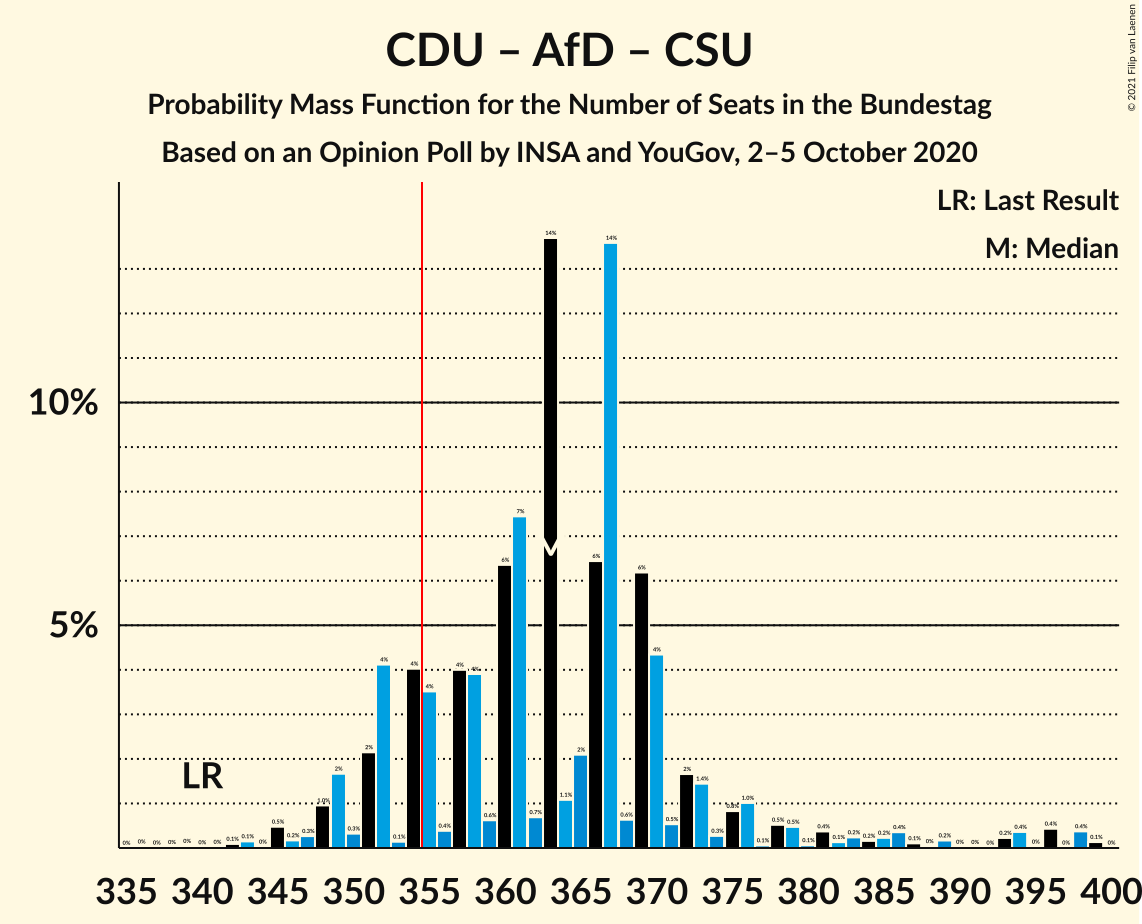 CDU – AfD – CSU
Probability Mass Function for the Number of Seats in the Bundestag
Based on an Opinion Poll by INSA and YouGov, 2–5 October 2020
© 2021 Filip van Laenen
LR: Last Result
M: Median
10%
5%
LR
M
0% 0% 0% 0% 0% 0% 0% 0.1% 0.1% 0% 0.5% 0.2% 0.3% 1.0% 2% 0.3% 2% 4% 0.1% 4% 4% 0.4% 4% 4% 0.6% 6% 7% 0.7% 14% 1.1% 2% 6% 14% 0.6% 6% 4% 0.5% 2% 1.4% 0.3% 0.8% 1.0% 0.1% 0.5% 0.5% 0.1% 0.4% 0.1% 0.2% 0.2% 0.2% 0.4% 0.1% 0% 0.2% 0% 0% 0% 0.2% 0.4% 0% 0.4% 0% 0.4% 0.1% 0%
335 340 345 350 355 360 365 370 375 380 385 390 395 400